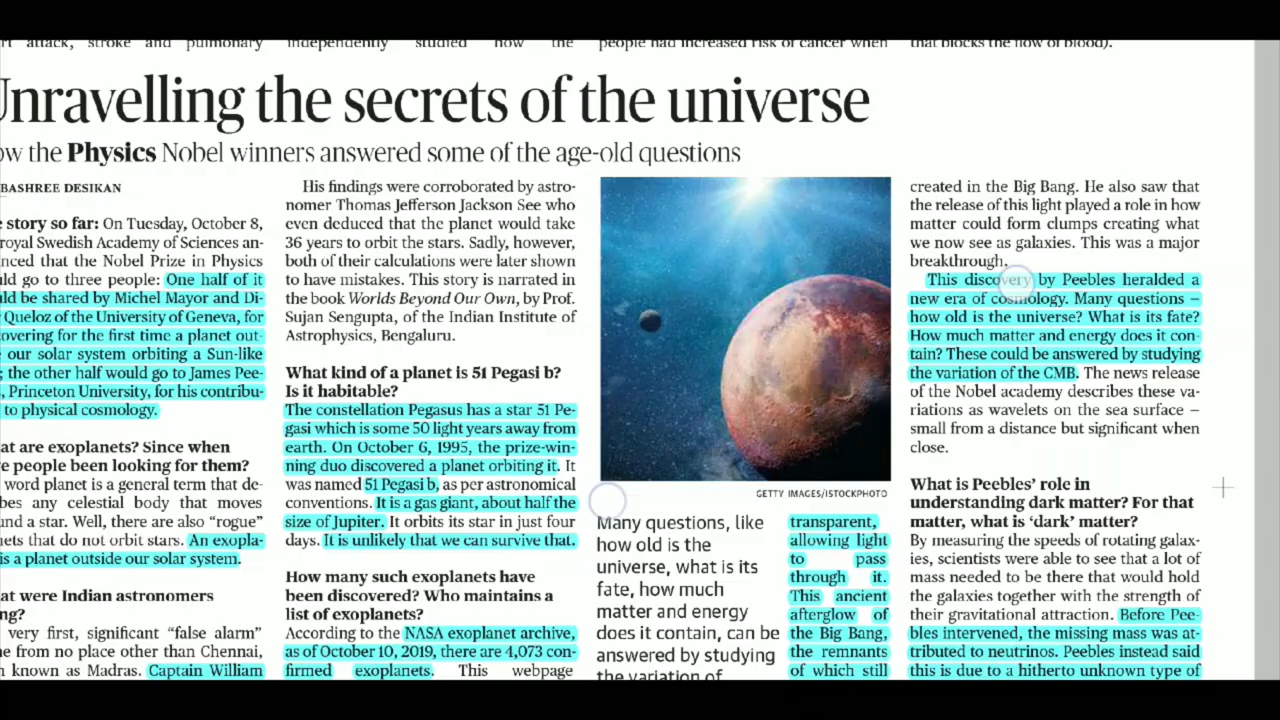 rt attack, stroke and pulmonary
independently studied how the
people had increased risk of cancer when
that blocks the flow of blood).
Unravelling the secrets of the universe
ow the Physics Nobel winners answered some of the age-old questions
BASHREE DESIKAN
e story so far: On Tuesday, October 8,
royal Swedish Academy of Sciences an-
nced that the Nobel Prize in Physics
uld go to three people: One half of it
uld be shared by Michel Mayor and Di-
Queloz of the University of Geneva, for
overing for the first time a planet out-
our solar system orbiting a Sun-like
; the other half would go to James Pee-
, Princeton University, for his contribu-
to physical cosmology.
at are exoplanets? Since when
e people been looking for them?
word planet is a general term that de-
bes any celestial body that moves
und a star. Well, there are also “rogue”
nets that do not orbit stars. An exopla-
is a planet outside our solar system.
at were Indian astronomers
ng?
very first, significant “false alarm”
e from no place other than Chennai,
n known as Madras. Captain William
His findings were corroborated by astro-
nomer Thomas Jefferson Jackson See who
even deduced that the planet would take
36 years to orbit the stars. Sadly, however,
both of their calculations were later shown
to have mistakes. This story is narrated in
the book Worlds Beyond Our Own, by Prof.
Sujan Sengupta, of the Indian Institute of
Astrophysics, Bengaluru.
What kind of a planet is 51 Pegasi b?
Is it habitable?
The constellation Pegasus has a star 51 Pe-
gasi which is some 50 light years away from
earth. On October 6, 1995, the prize-win-
ning duo discovered a planet orbiting it. It
was named 51 Pegasi b, as per astronomical
conventions. It is a gas giant, about half the
size of Jupiter. It orbits its star in just four
days. It is unlikely that we can survive that.
How many such exoplanets have
been discovered? Who maintains a
list of exoplanets?
According to the NASA exoplanet archive,
as of October 10, 2019, there are 4,073 con-
firmed exoplanets. This webpage
GETTY IMAGES/ISTOCKPHOTO
Many questions, like
how old is the
universe, what is its
fate, how much
matter and energy
does it contain, can be
answered by studying
the variation of
transparent,
allowing light
to pass
through it.
This ancient
afterglow of
the Big Bang,
the remnants
of which still
created in the Big Bang. He also saw that
the release of this light played a role in how
matter could form clumps creating what
we now see as galaxies. This was a major
breakthrough.
This discovery by Peebles heralded a
new era of cosmology. Many questions –
how old is the universe? What is its fate?
How much matter and energy does it con-
tain? These could be answered by studying
the variation of the CMB. The news release
of the Nobel academy describes these va-
riations as wavelets on the sea surface –
small from a distance but significant when
close.
What is Peebles’ role in
understanding dark matter? For that
matter, what is ‘dark’ matter?
By measuring the speeds of rotating galax-
ies, scientists were able to see that a lot of
mass needed to be there that would hold
the galaxies together with the strength of
their gravitational attraction. Before Pee-
bles intervened, the missing mass was at-
tributed to neutrinos. Peebles instead said
this is due to a hitherto unknown type of